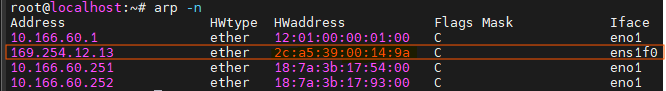 root@localhost:~# arp -n
Address HWtype HWaddress Flags Mask Iface
10.166.60.1 ether 12:01:00:00:01:00 C eno1
169.254.12.13 ether 2c:a5:39:00:14:9a C ens1f0
10.166.60.251 ether 18:7a:3b:17:54:00 C eno1
10.166.60.252 ether 18:7a:3b:17:93:00 C eno1